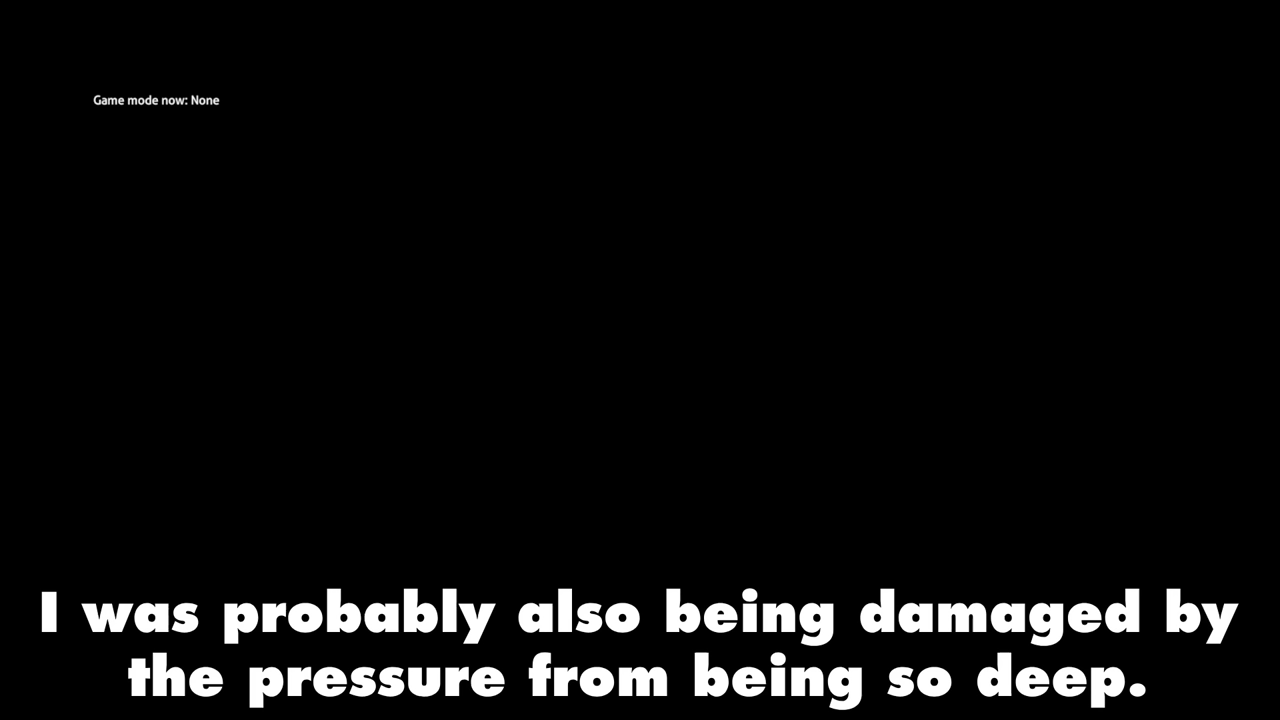 Game mode now: None
I was probably also being damaged by
the pressure from being so deep.